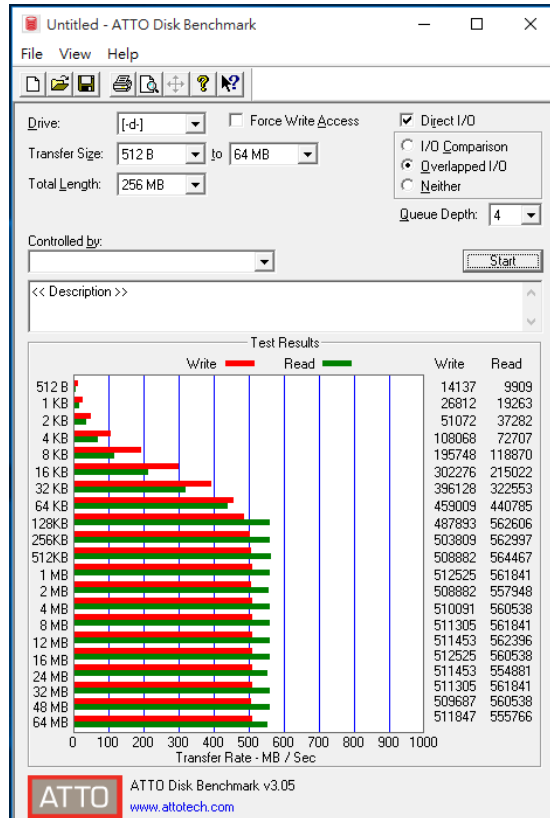 Untitled - ATTO Disk Benchmark
File View Help
Drive: [-d-] Force Write Access Direct I/O
Transfer Size: 512 B to 64 MB I/O Comparison
Overlapped I/O
Total Length: 256 MB Neither
Queue Depth: 4
Controlled by:
Start
<< Description >>
Test Results
Write Read Write Read
512 B 14137 9909
1 KB 26812 19263
2 KB 51072 37282
4 KB 108068 72707
8 KB 195748 118870
16 KB 302276 215022
32 KB 396128 322553
64 KB 459009 440785
128KB 487893 562606
256KB 503809 562997
512KB 508882 564467
1 MB 512525 561841
2 MB 508882 557948
4 MB 510091 560538
8 MB 511305 561841
12 MB 511453 562396
16 MB 512525 560538
24 MB 511453 554881
32 MB 511305 561841
48 MB 509687 560538
64 MB 511847 555766
0 100 200 300 400 500 600 700 800 900 1000
Transfer Rate - MB / Sec
ATTO
ATTO Disk Benchmark v3.05
www.attotech.com